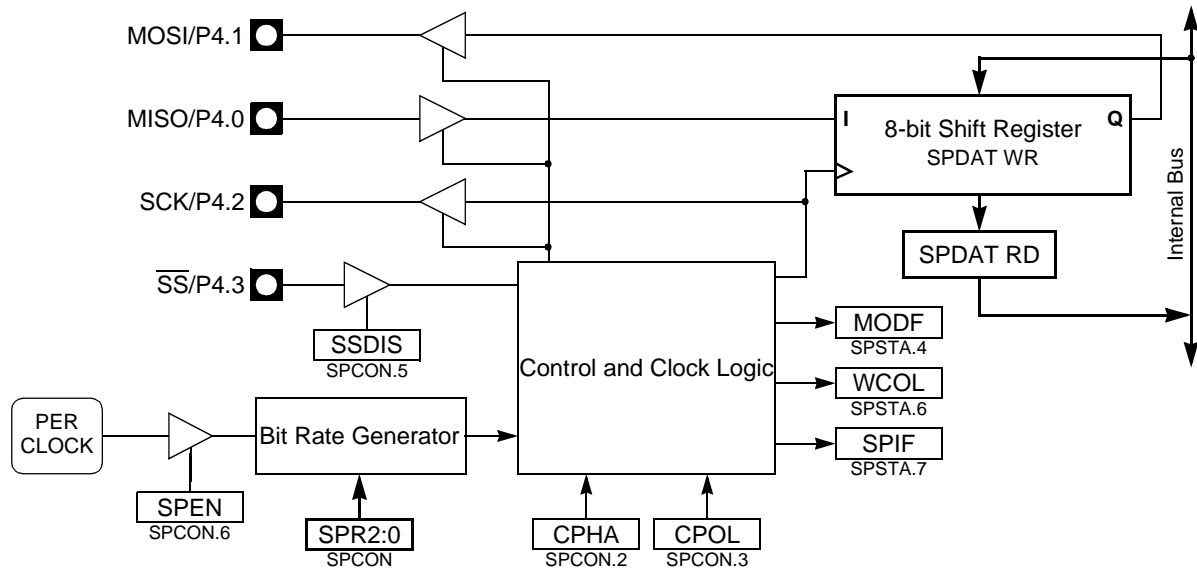 MOSI/P4.1
MISO/P4.0
SCK/P4.2
SS/P4.3
I
8-bit Shift Register
SPDAT WR
Q
Internal Bus
SPDAT RD
SSDIS
SPCON.5
Control and Clock Logic
MODF
SPSTA.4
WCOL
SPSTA.6
SPIF
SPSTA.7
PER
CLOCK
Bit Rate Generator
SPEN
SPCON.6
SPR2:0
SPCON
CPHA
SPCON.2
CPOL
SPCON.3